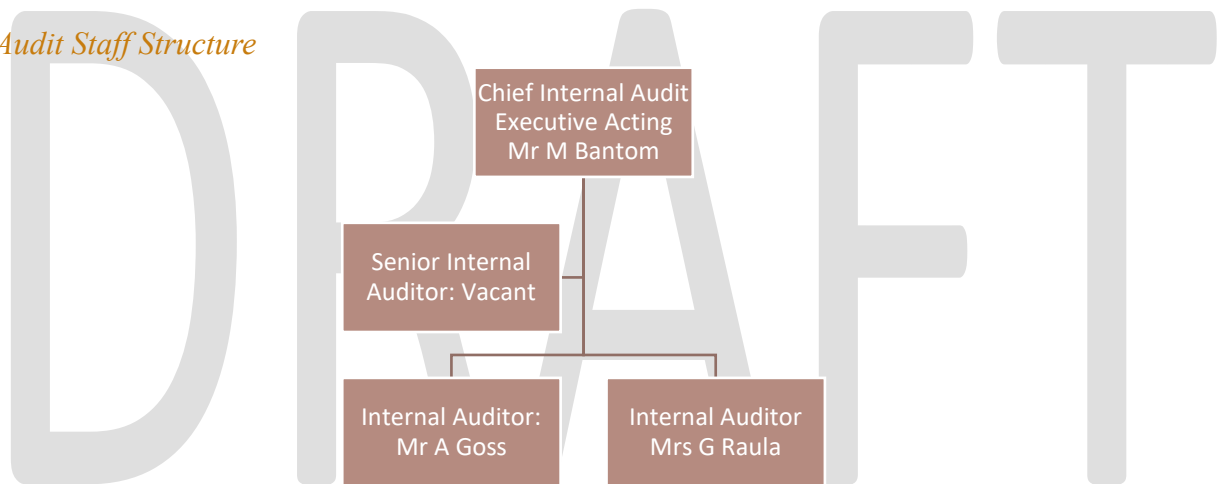 Audit Staff Structure
DRAFT
Chief Internal Audit
Executive Acting
Mr M Bantom
Senior Internal
Auditor: Vacant
Internal Auditor:
Mr A Goss
Internal Auditor
Mrs G Raula